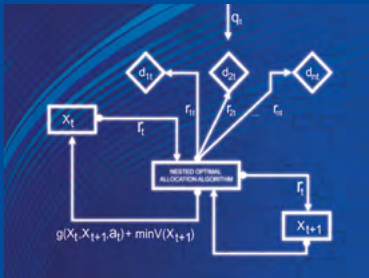 qt
d1t
d2t
dnt
r1t
r2t
...
rnt
xt
rt
NESTED OPTIMAL
ALLOCATION ALGORITHM
rt
g(xt,xt+1,at)+ minV(xt+1)
xt+1